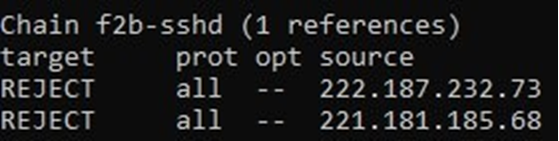 Chain f2b-sshd (1 references)
target prot opt source
REJECT all -- 222.187.232.73
REJECT all -- 221.181.185.68